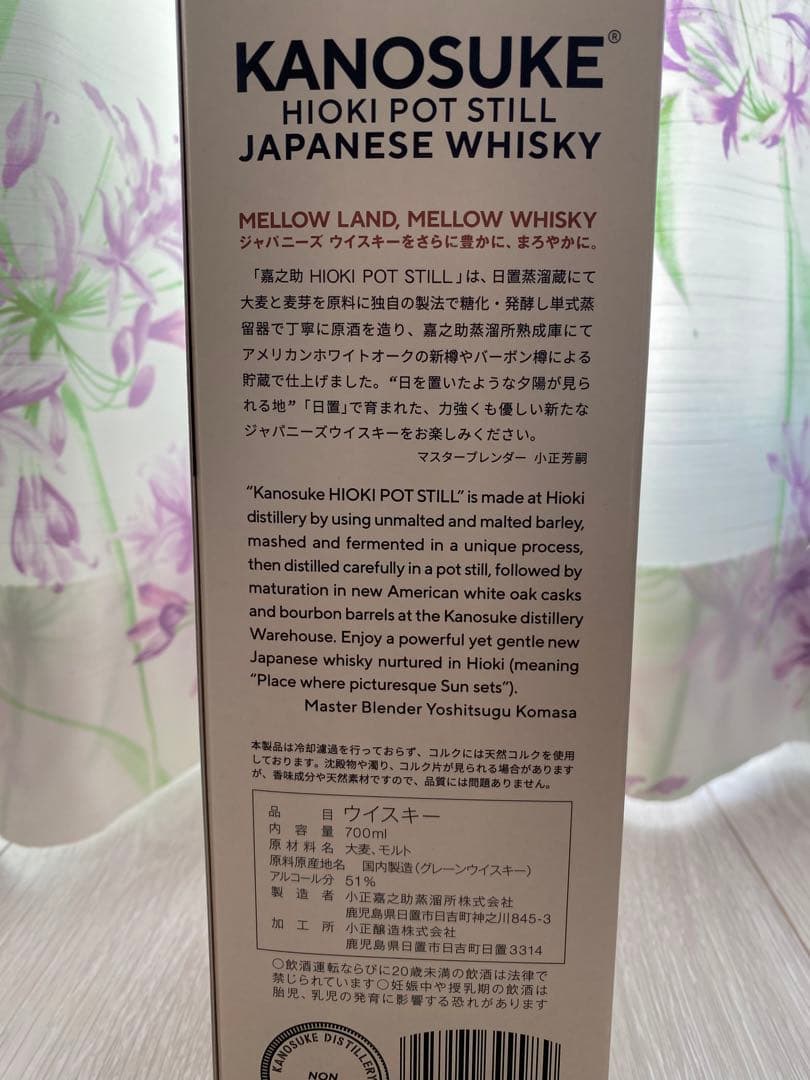 KANOSUKE®
HIOKI POT STILL
JAPANESE WHISKY
MELLOW LAND, MELLOW WHISKY
ジャパニーズ ウイスキーをさらに豊かに、まろやかに。
「嘉之助 HIOKI POT STILL」は、日置蒸溜蔵にて
大麦と麦芽を原料に独自の製法で糖化・発酵し単式蒸
留器で丁寧に原酒を造り、嘉之助蒸溜所熟成庫にて
アメリカンホワイトオークの新樽やバーボン樽による
貯蔵で仕上げました。“日を置いたような夕陽が見ら
れる地”「日置」で育まれた、力強くも優しい新たな
ジャパニーズウイスキーをお楽しみください。
マスターブレンダー 小正芳嗣
“Kanosuke HIOKI POT STILL” is made at Hioki
distillery by using unmalted and malted barley,
mashed and fermented in a unique process,
then distilled carefully in a pot still, followed by
maturation in new American white oak casks
and bourbon barrels at the Kanosuke distillery
Warehouse. Enjoy a powerful yet gentle new
Japanese whisky nurtured in Hioki (meaning
“Place where picturesque Sun sets”).
Master Blender Yoshitsugu Komasa
本製品は冷却濾過を行っておらず、コルクには天然コルクを使用
しております。沈殿物や濁り、コルク片が見られる場合があります
が、香味成分や天然素材ですので、品質には問題ありません。
品目 ウイスキー
内容量 700ml
原材料名 大麦、モルト
原料原産地名 国内製造（グレーンウイスキー）
アルコール分 51%
製造者 小正嘉之助蒸溜所株式会社
鹿児島県日置市日吉町神之川845-3
加工所 小正醸造株式会社
鹿児島県日置市日吉町日置3314
○飲酒運転ならびに20歳未満の飲酒は法律で
禁じられています○妊娠中や授乳期の飲酒は
胎児、乳児の発育に影響する恐れがあります
KANOSUKE DISTILLERY
NON